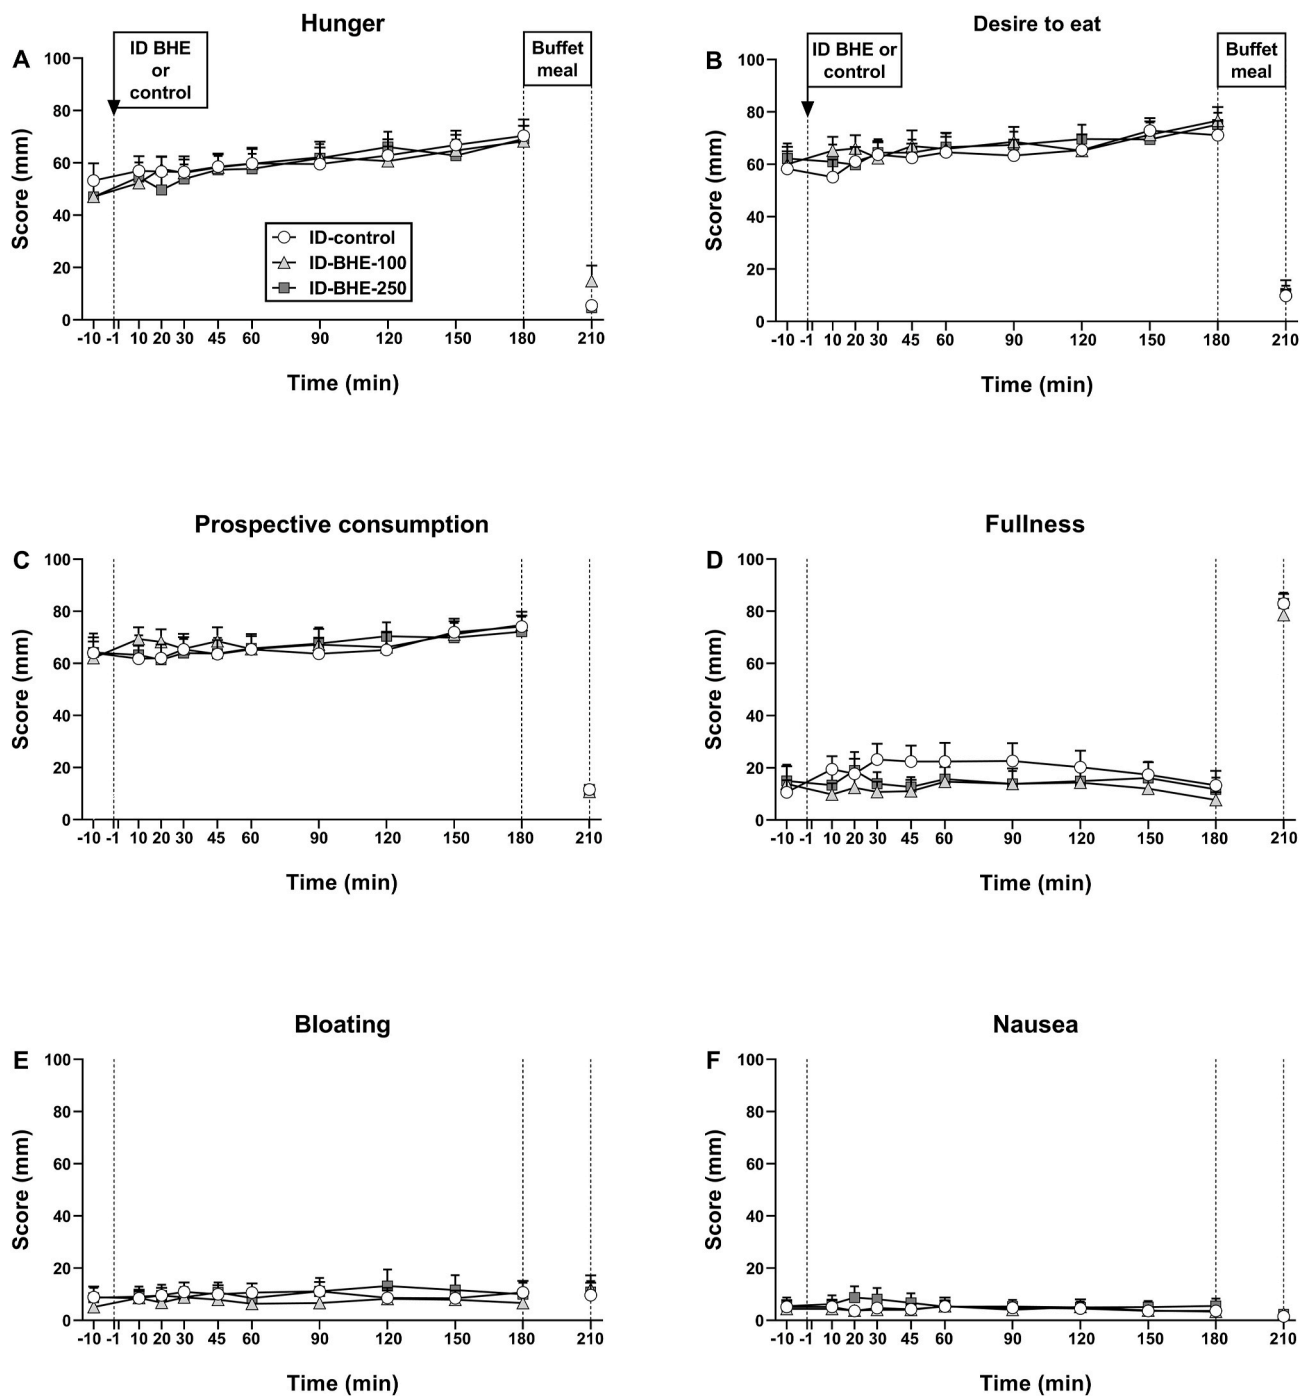 Hunger
A
ID BHE
or
control
Buffet
meal
100
80
60
40
20
0
Score (mm)
ID-control
ID-BHE-100
ID-BHE-250
-10 -1 10 20 30 45 60 90 120 150 180 210
Time (min)
Desire to eat
B
ID BHE or
control
Buffet
meal
100
80
60
40
20
0
Score (mm)
-10 -1 10 20 30 45 60 90 120 150 180 210
Time (min)
Prospective consumption
C
100
80
60
40
20
0
Score (mm)
-10 -1 10 20 30 45 60 90 120 150 180 210
Time (min)
Fullness
D
100
80
60
40
20
0
Score (mm)
-10 -1 10 20 30 45 60 90 120 150 180 210
Time (min)
Bloating
E
100
80
60
40
20
0
Score (mm)
-10 -1 10 20 30 45 60 90 120 150 180 210
Time (min)
Nausea
F
100
80
60
40
20
0
Score (mm)
-10 -1 10 20 30 45 60 90 120 150 180 210
Time (min)